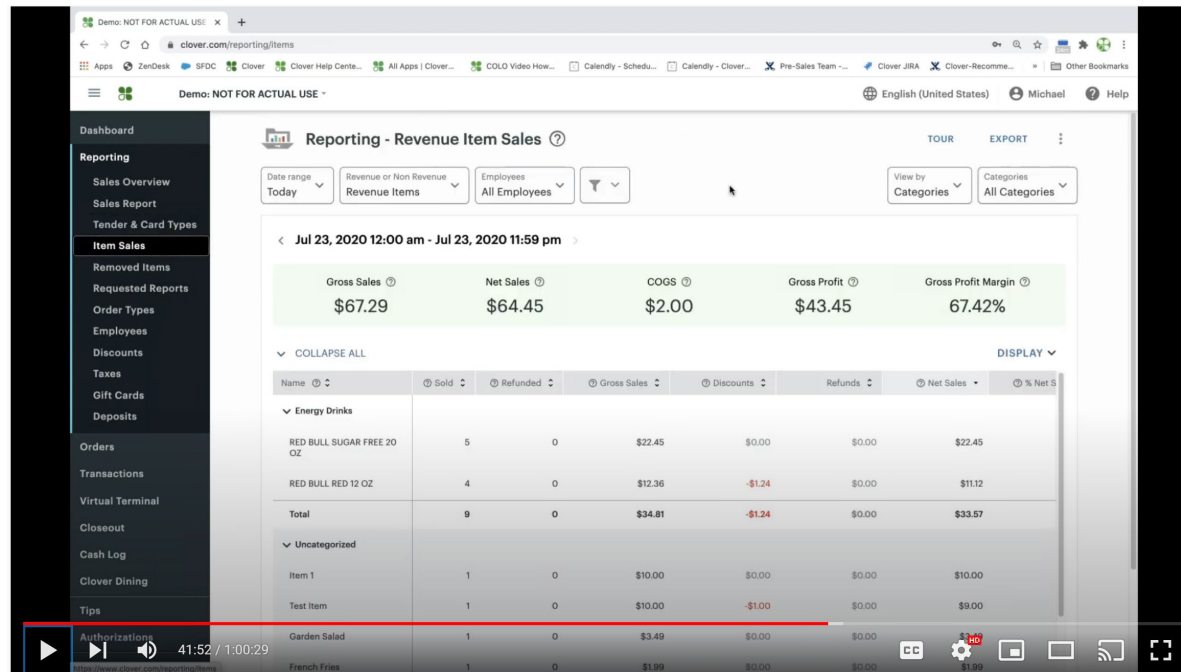 Demo: NOT FOR ACTUAL USE
clover.com/reporting/items
Apps ZenDesk SFDC Clover Clover Help Cente... All Apps | Clover... COLO Video How... Calendly - Schedu... Calendly - Clover... Pre-Sales Team -... Clover JIRA Clover-Recomme... » Other Bookmarks
Demo: NOT FOR ACTUAL USE English (United States) Michael Help
Dashboard
Reporting
Sales Overview
Sales Report
Tender & Card Types
Item Sales
Removed Items
Requested Reports
Order Types
Employees
Discounts
Taxes
Gift Cards
Deposits
Orders
Transactions
Virtual Terminal
Closeout
Cash Log
Clover Dining
Tips
Authorizations
https://www.clover.com/reporting/items
Reporting - Revenue Item Sales TOUR EXPORT
Date range Revenue or Non Revenue Employees View by Categories
Today Revenue Items All Employees Categories All Categories
Jul 23, 2020 12:00 am - Jul 23, 2020 11:59 pm
Gross Sales Net Sales COGS Gross Profit Gross Profit Margin
$67.29 $64.45 $2.00 $43.45 67.42%
COLLAPSE ALL DISPLAY
Name Sold Refunded Gross Sales Discounts Refunds Net Sales % Net S
Energy Drinks
RED BULL SUGAR FREE 20 5 0 $22.45 $0.00 $0.00 $22.45
OZ
RED BULL RED 12 OZ 4 0 $12.36 -$1.24 $0.00 $11.12
Total 9 0 $34.81 -$1.24 $0.00 $33.57
Uncategorized
Item 1 1 0 $10.00 $0.00 $0.00 $10.00
Test Item 1 0 $10.00 -$1.00 $0.00 $9.00
Garden Salad 1 0 $3.49 $0.00 $0.00 $3.49
French Fries 1 0 $1.99 $0.00 $0.00 $1.99
41:52 / 1:00:29 CC HD